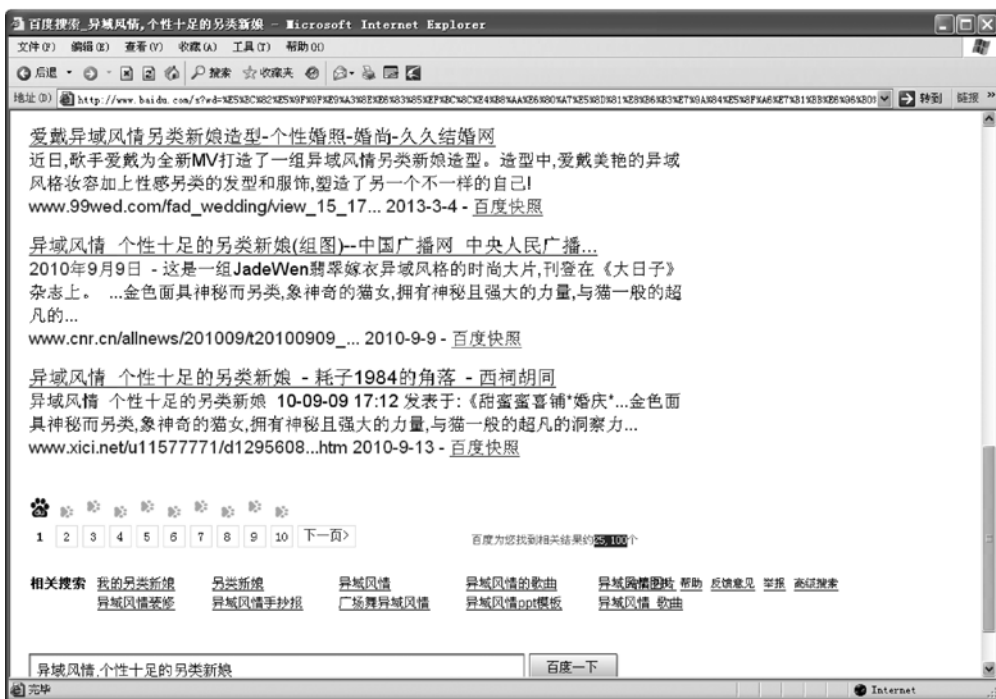 百度搜索_异域风情,个性十足的另类新娘 - Microsoft Internet Explorer
文件(F) 编辑(E) 查看(V) 收藏(A) 工具(T) 帮助(H)
后退 搜索 收藏夹
地址(D) 转到 链接 »
爱戴异域风情另类新娘造型-个性婚照-婚尚-久久结婚网
近日,歌手爱戴为全新MV打造了一组异域风情另类新娘造型。造型中,爱戴美艳的异域
风格妆容加上性感另类的发型和服饰,塑造了另一个不一样的自己!
www.99wed.com/fad_wedding/view_15_17... 2013-3-4 - 百度快照
异域风情 个性十足的另类新娘(组图)--中国广播网 中央人民广播...
2010年9月9日 - 这是一组JadeWen翡翠嫁衣异域风格的时尚大片,刊登在《大日子》
杂志上。 ...金色面具神秘而另类,象神奇的猫女,拥有神秘且强大的力量,与猫一般的超
凡的...
www.cnr.cn/allnews/201009/t20100909_... 2010-9-9 - 百度快照
异域风情 个性十足的另类新娘 - 耗子1984的角落 - 西祠胡同
异域风情 个性十足的另类新娘 10-09-09 17:12 发表于:《甜蜜蜜喜铺*婚庆*...金色面
具神秘而另类,象神奇的猫女,拥有神秘且强大的力量,与猫一般的超凡的洞察力...
www.xici.net/u11577771/d1295608...htm 2010-9-13 - 百度快照
1 2 3 4 5 6 7 8 9 10 下一页>
百度为您找到相关结果约25,100个
相关搜索 我的另类新娘 另类新娘 异域风情 异域风情的歌曲 异域风情图片 帮助 反馈意见 举报 高级搜索
异域风情装修 异域风情手抄报 广场舞异域风情 异域风情ppt模板 异域风情 歌曲
异域风情,个性十足的另类新娘 百度一下
完毕 Internet